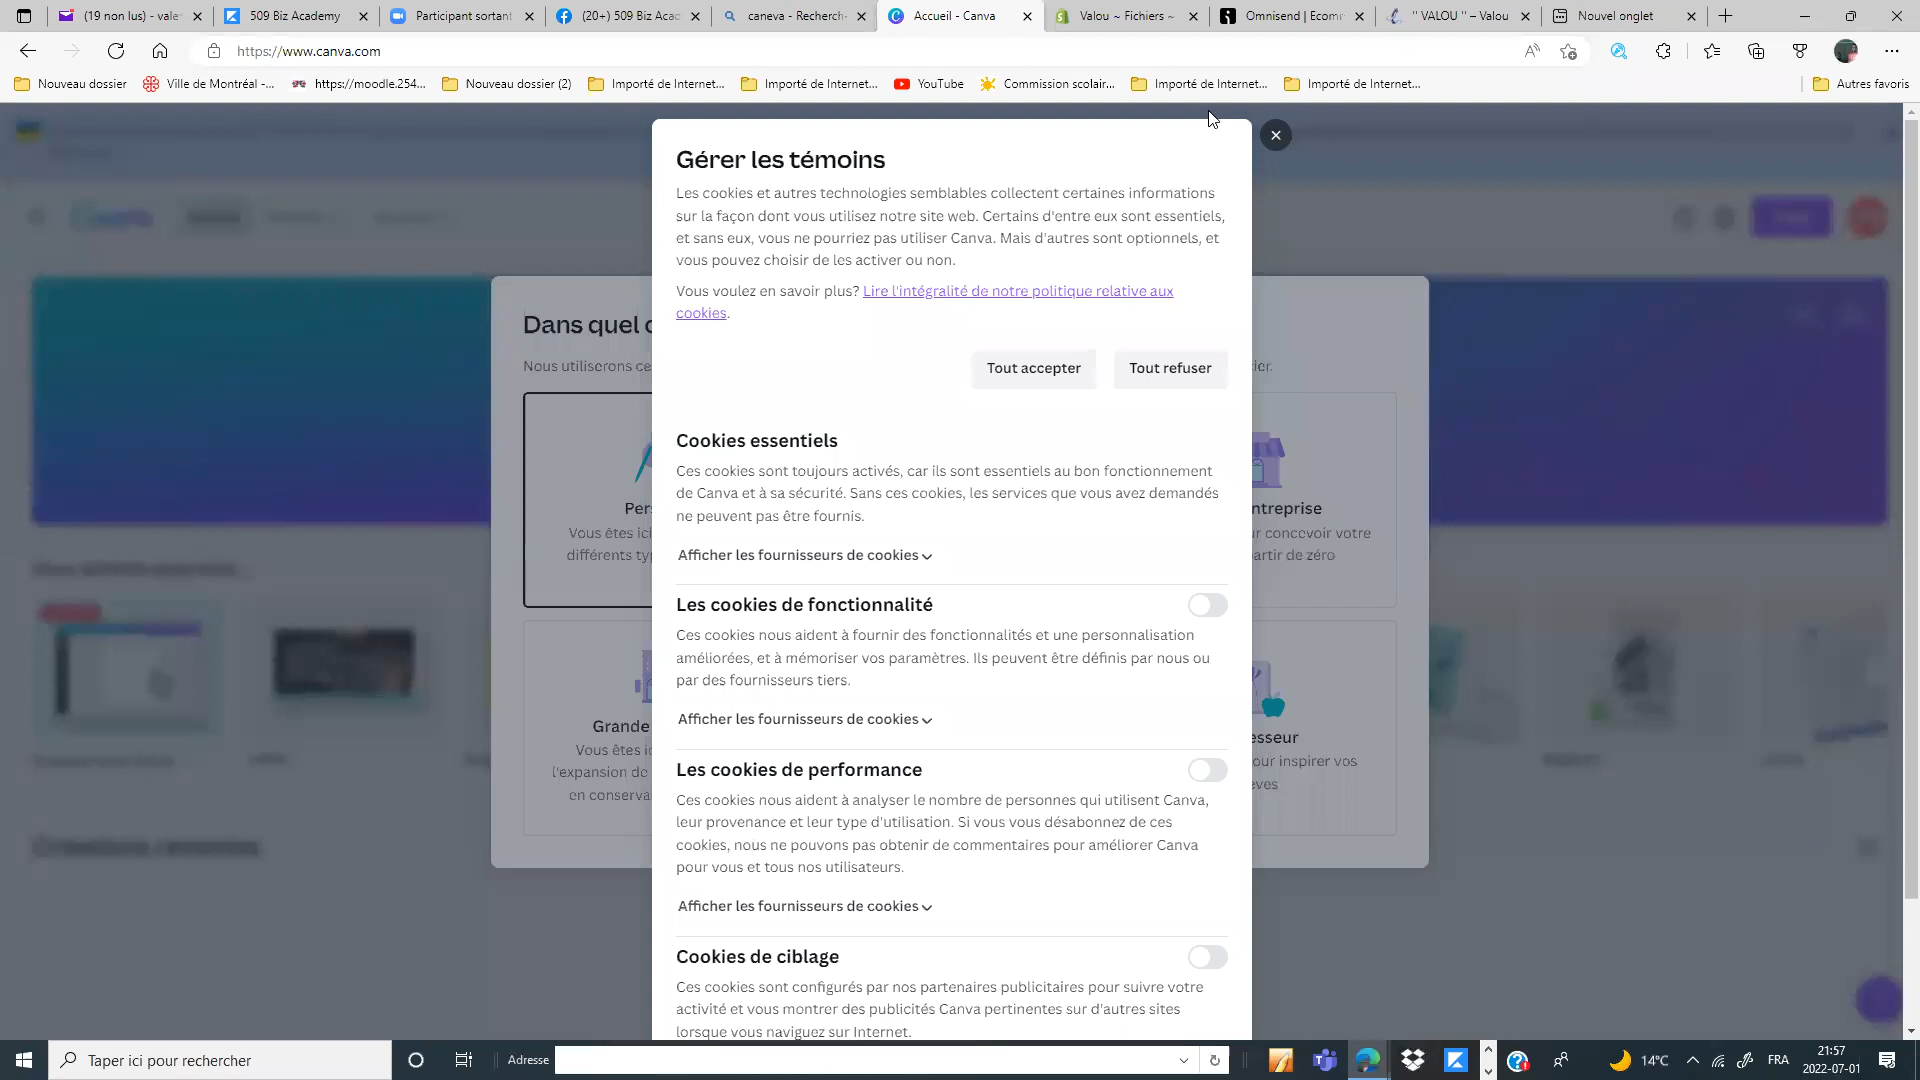 (19 non lus) - vale
509 Biz Academy
Participant sortant
(20+) 509 Biz Acad
caneva - Recherch
Accueil - Canva
Valou ~ Fichiers ~
Omnisend | Ecom
" VALOU " – Valou
Nouvel onglet
https://www.canva.com
Nouveau dossier
Ville de Montréal -...
https://moodle.254...
Nouveau dossier (2)
Importé de Internet...
Importé de Internet...
YouTube
Commission scolair...
Importé de Internet...
Importé de Internet...
Autres favoris
Gérer les témoins
Les cookies et autres technologies semblables collectent certaines informations
sur la façon dont vous utilisez notre site web. Certains d'entre eux sont essentiels,
et sans eux, vous ne pourriez pas utiliser Canva. Mais d'autres sont optionnels, et
vous pouvez choisir de les activer ou non.
Vous voulez en savoir plus? Lire l'intégralité de notre politique relative aux
cookies.
Tout accepter
Tout refuser
Dans quel c
Nous utiliserons ce
ier.
Cookies essentiels
Ces cookies sont toujours activés, car ils sont essentiels au bon fonctionnement
de Canva et à sa sécurité. Sans ces cookies, les services que vous avez demandés
ne peuvent pas être fournis.
Afficher les fournisseurs de cookies
Per
Vous êtes ici
différents ty
ntreprise
ur concevoir votre
artir de zéro
Les cookies de fonctionnalité
Ces cookies nous aident à fournir des fonctionnalités et une personnalisation
améliorées, et à mémoriser vos paramètres. Ils peuvent être définis par nous ou
par des fournisseurs tiers.
Afficher les fournisseurs de cookies
Grande
Vous êtes ic
l'expansion de
en conserva
esseur
our inspirer vos
èves
Les cookies de performance
Ces cookies nous aident à analyser le nombre de personnes qui utilisent Canva,
leur provenance et leur type d'utilisation. Si vous vous désabonnez de ces
cookies, nous ne pouvons pas obtenir de commentaires pour améliorer Canva
pour vous et tous nos utilisateurs.
Afficher les fournisseurs de cookies
Créations récentes
Cookies de ciblage
Ces cookies sont configurés par nos partenaires publicitaires pour suivre votre
activité et vous montrer des publicités Canva pertinentes sur d'autres sites
lorsque vous naviguez sur Internet.
Taper ici pour rechercher
Adresse
14°C
FRA
21:57
2022-07-01